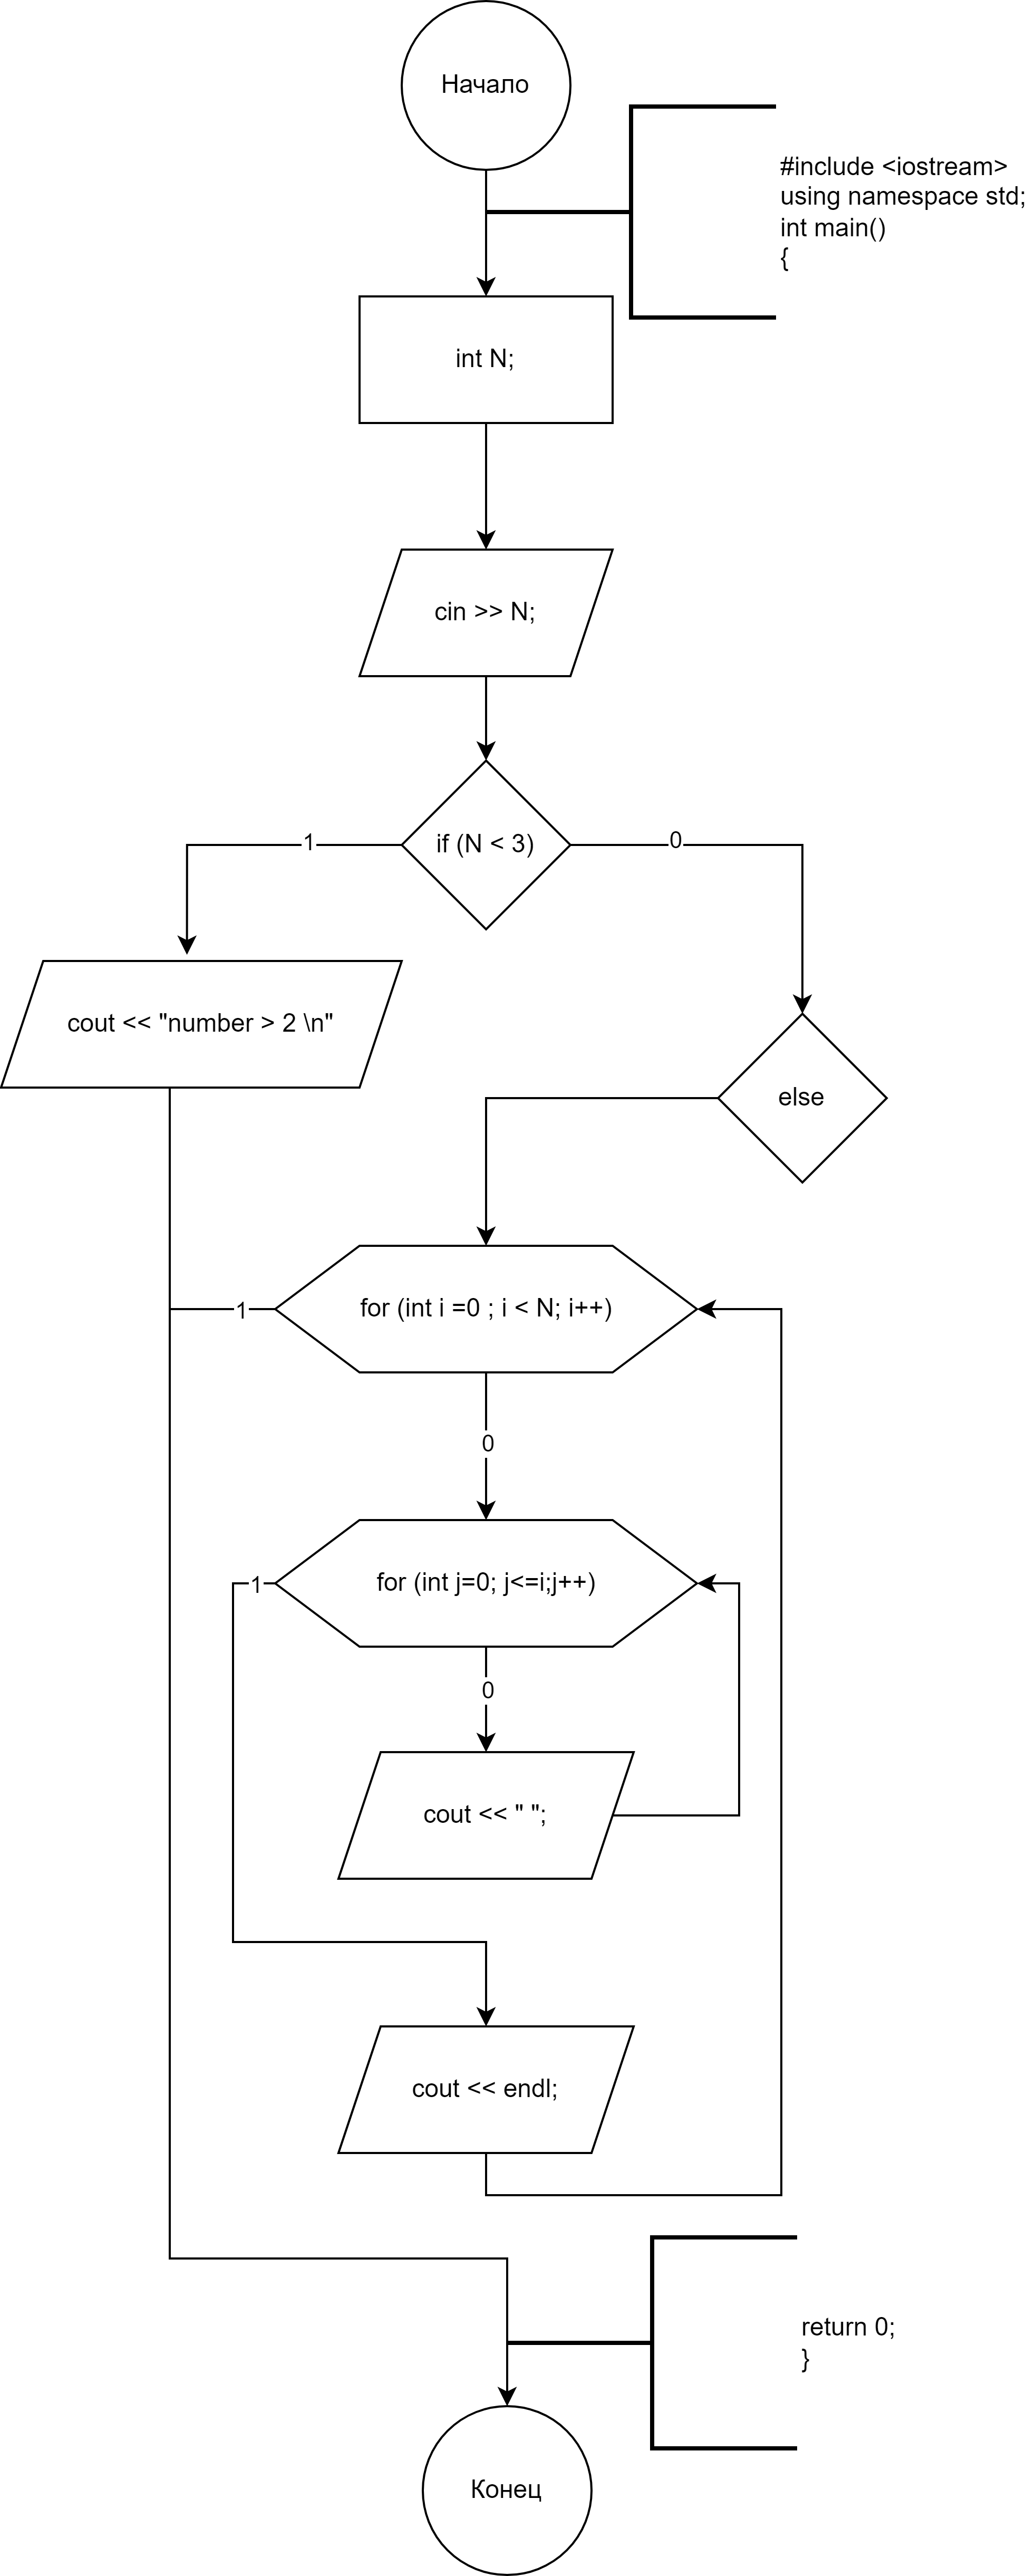 Начало
#include <iostream>
using namespace std;
int main()
{
int N;
cin >> N;
if (N < 3)
1
0
cout << "number > 2 \n"
else
for (int i =0 ; i < N; i++)
1
0
for (int j=0; j<=i;j++)
1
0
cout << " ";
cout << endl;
return 0;
}
Конец